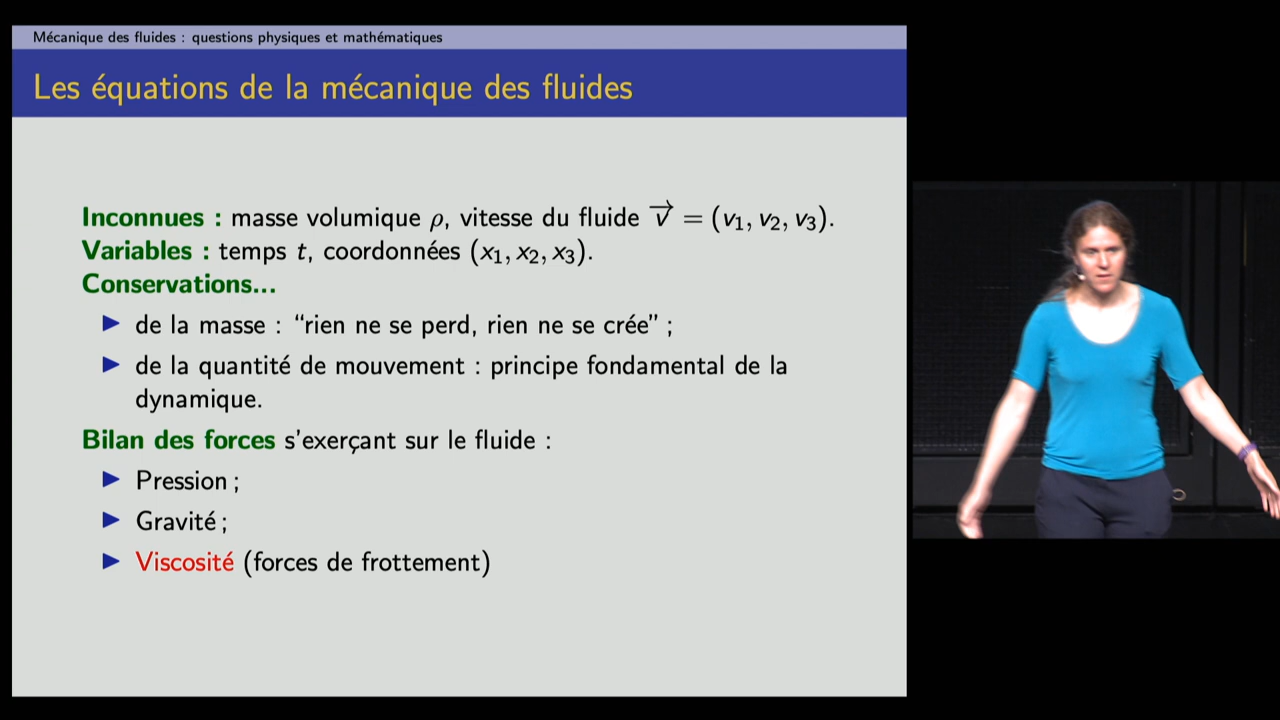 Mécanique des fluides : questions physiques et mathématiques
Les équations de la mécanique des fluides
Inconnues : masse volumique ρ, vitesse du fluide v⃗ = (v₁, v₂, v₃).
Variables : temps t, coordonnées (x₁, x₂, x₃).
Conservations...
▶ de la masse : “rien ne se perd, rien ne se crée” ;
▶ de la quantité de mouvement : principe fondamental de la
dynamique.
Bilan des forces s'exerçant sur le fluide :
▶ Pression ;
▶ Gravité ;
▶ Viscosité (forces de frottement)